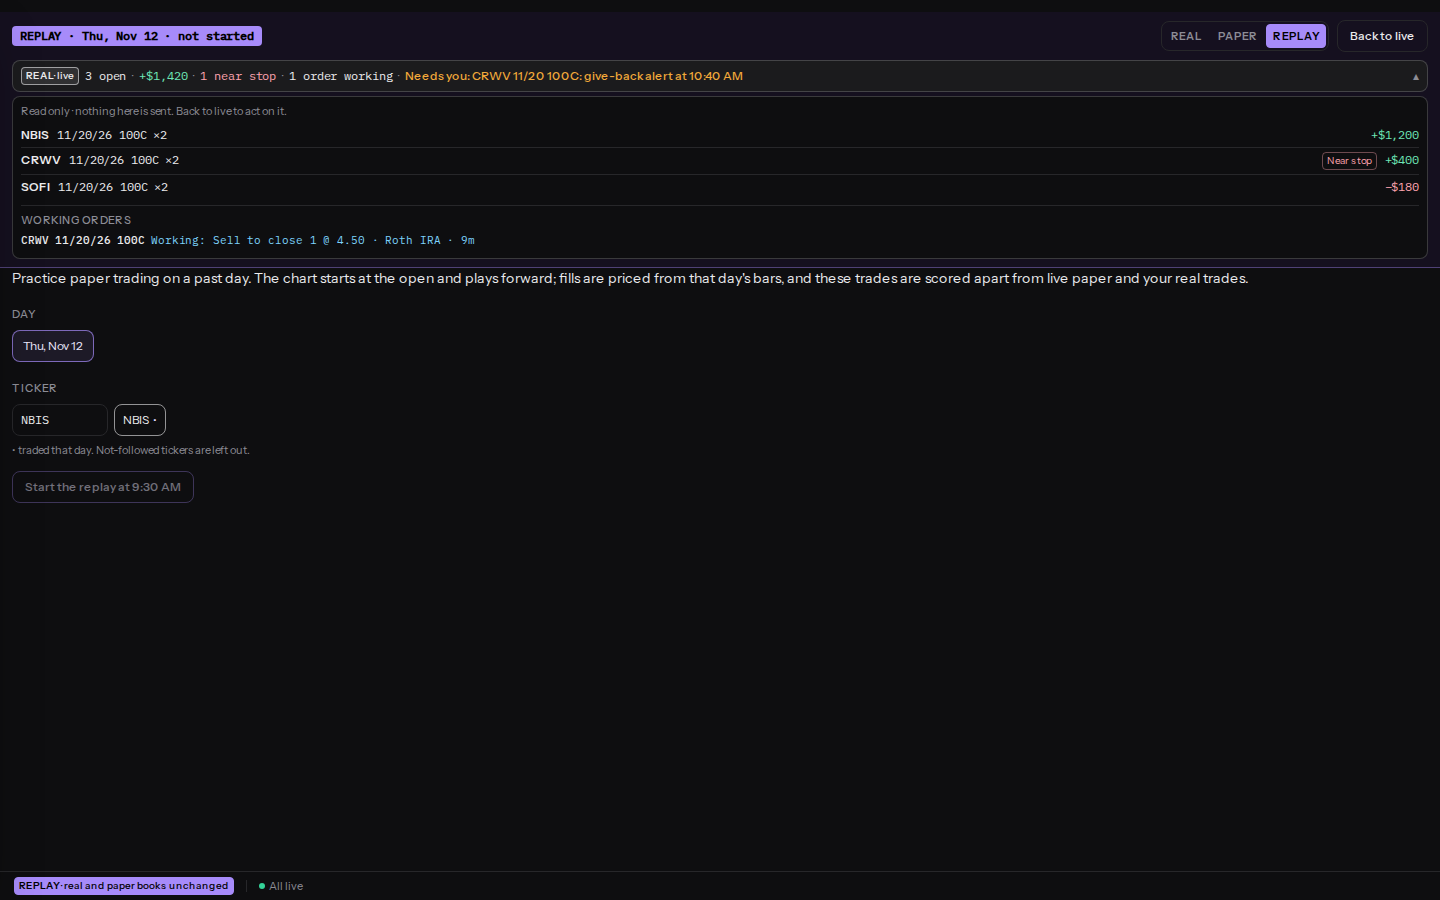 REPLAY · Thu, Nov 12 · not started
REAL PAPER REPLAY Back to live
REAL·live 3 open · +$1,420 · 1 near stop · 1 order working · Needs you: CRWV 11/20 100C: give-back alert at 10:40 AM ▲
Read only · nothing here is sent. Back to live to act on it.
NBIS 11/20/26 100C ×2 +$1,200
CRWV 11/20/26 100C ×2 Near stop +$400
SOFI 11/20/26 100C ×2 −$180
WORKING ORDERS
CRWV 11/20/26 100C Working: Sell to close 1 @ 4.50 · Roth IRA · 9m
Practice paper trading on a past day. The chart starts at the open and plays forward; fills are priced from that day's bars, and these trades are scored apart from live paper and your real trades.
DAY
Thu, Nov 12
TICKER
NBIS NBIS •
• traded that day. Not-followed tickers are left out.
Start the replay at 9:30 AM
REPLAY·real and paper books unchanged All live